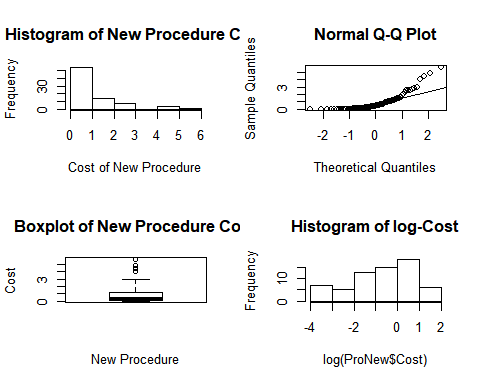 Histogram of New Procedure C
Frequency
0 30
0 1 2 3 4 5 6
Cost of New Procedure
Normal Q-Q Plot
Sample Quantiles
0 3
-2 -1 0 1 2
Theoretical Quantiles
Boxplot of New Procedure Co
Cost
0 3
New Procedure
Histogram of log-Cost
Frequency
0 10
-4 -2 0 1 2
log(ProNew$Cost)